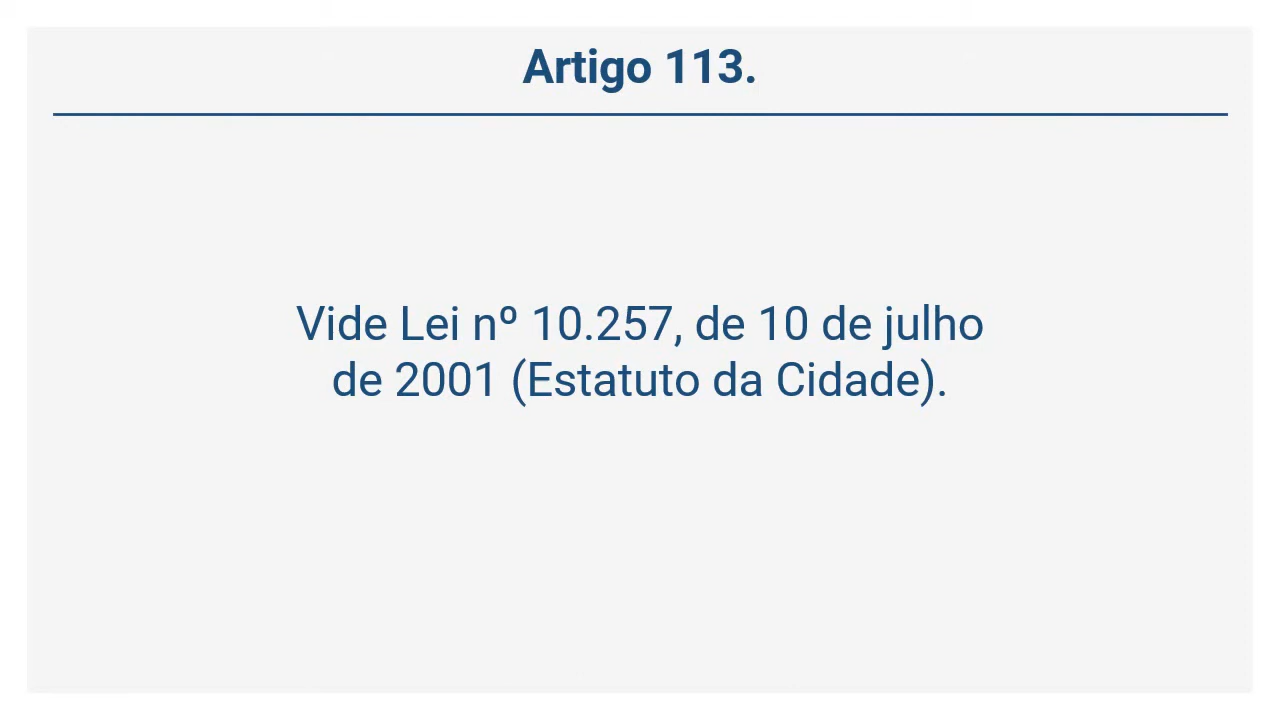 Artigo 113.
Vide Lei nº 10.257, de 10 de julho
de 2001 (Estatuto da Cidade).